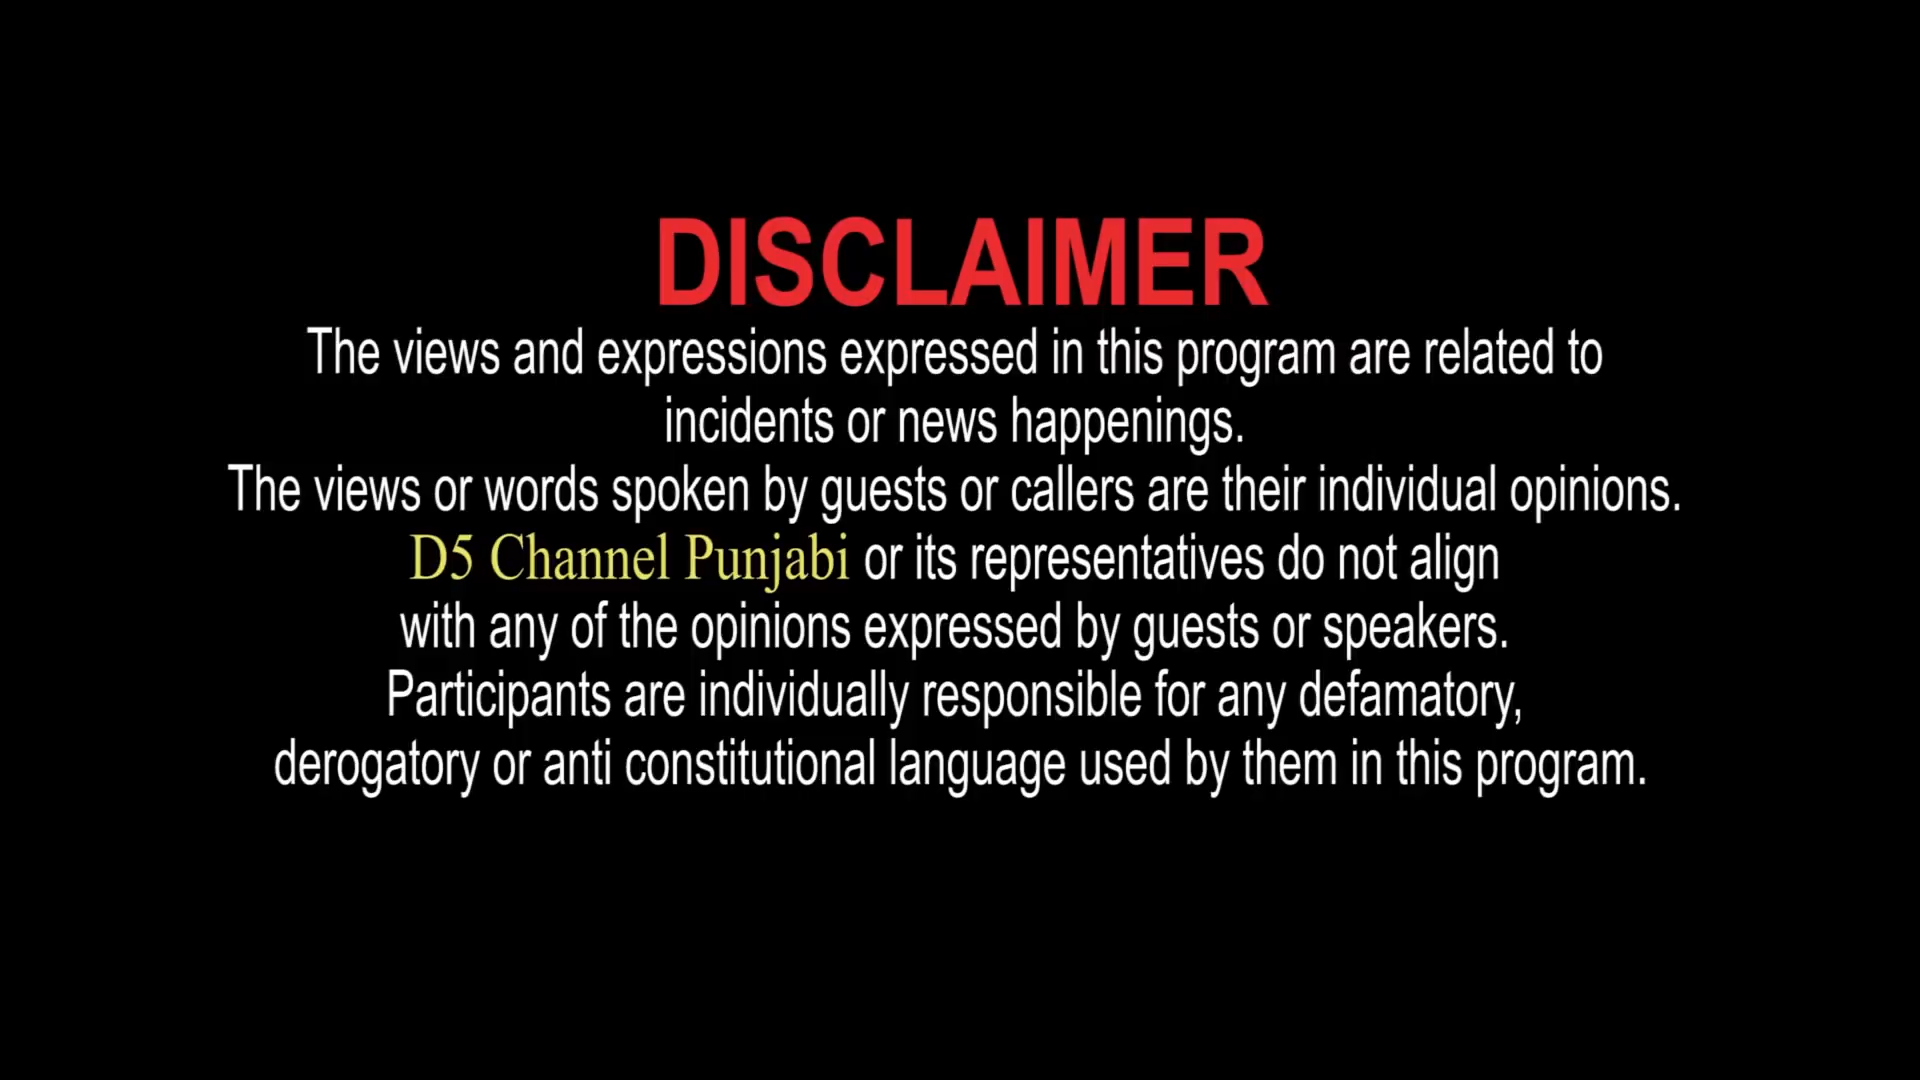 DISCLAIMER
The views and expressions expressed in this program are related to
incidents or news happenings.
The views or words spoken by guests or callers are their individual opinions.
D5 Channel Punjabi or its representatives do not align
with any of the opinions expressed by guests or speakers.
Participants are individually responsible for any defamatory,
derogatory or anti constitutional language used by them in this program.